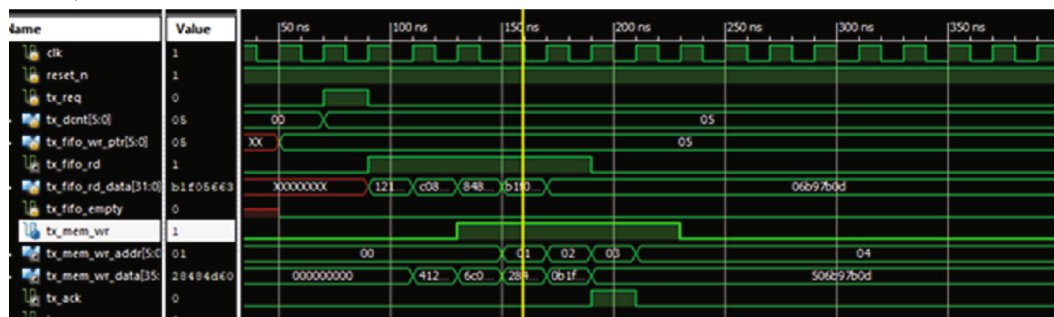 Name Value 50 ns 100 ns 150 ns 200 ns 250 ns 300 ns 350 ns
clk 1
reset_n 1
tx_req 0
tx_dcnt[5:0] 05 00 05
tx_fifo_wr_ptr[5:0] 05 XX 05
tx_fifo_rd 1
tx_fifo_rd_data[31:0] b1f05663 XXXXXXXX 121... c08... 848... b1f0... 06b97b0d
tx_fifo_empty 0
tx_mem_wr 1
tx_mem_wr_addr[5:0 01 00 01 02 03 04
tx_mem_wr_data[35: 28484d60 000000000 412... 6c0... 284... 0b1f... 506b97b0d
tx_ack 0